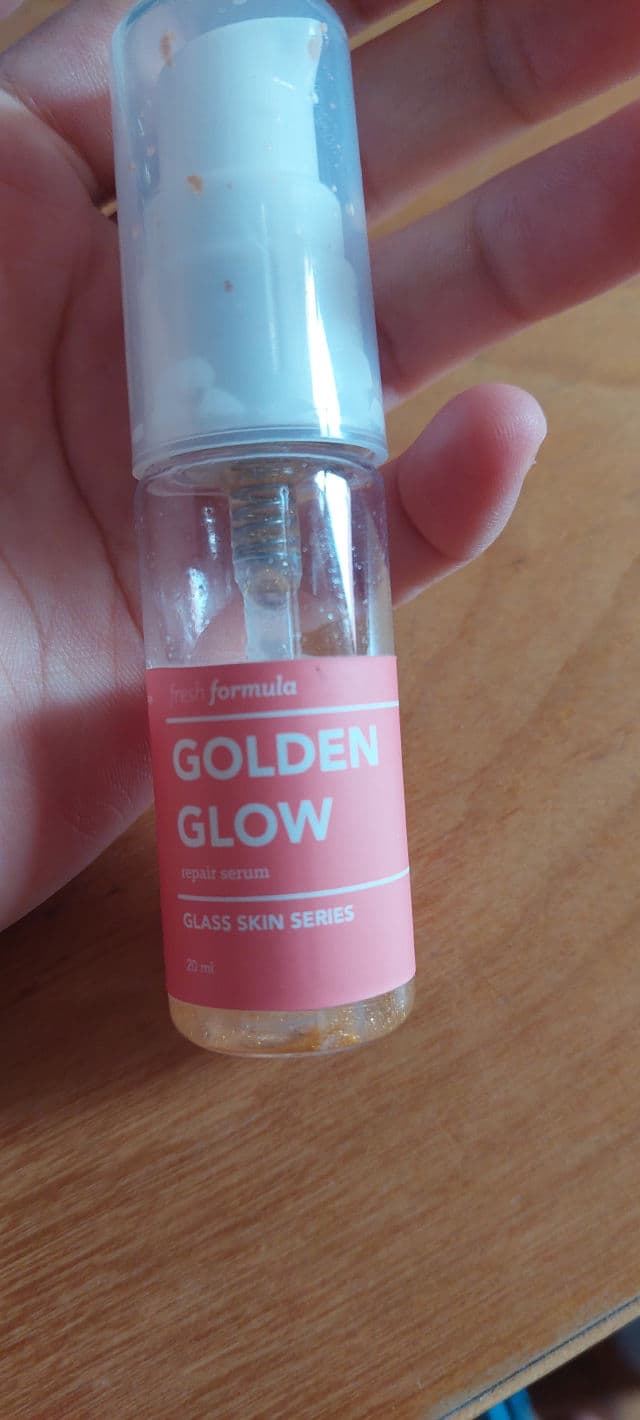 fresh formula
GOLDEN
GLOW
repair serum
GLASS SKIN SERIES
20 ml